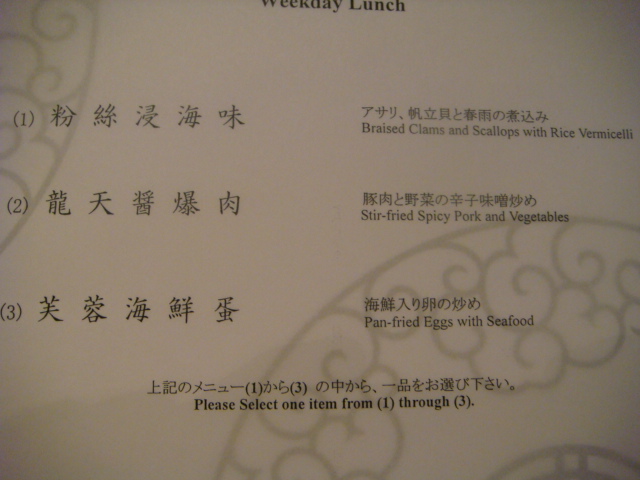 Weekday Lunch
(1) 粉絲浸海味
アサリ、帆立貝と春雨の煮込み
Braised Clams and Scallops with Rice Vermicelli
(2) 龍天醤爆肉
豚肉と野菜の辛子味噌炒め
Stir-fried Spicy Pork and Vegetables
(3) 芙蓉海鮮蛋
海鮮入り卵の炒め
Pan-fried Eggs with Seafood
上記のメニュー(1)から(3) の中から、一品をお選び下さい。
Please Select one item from (1) through (3).